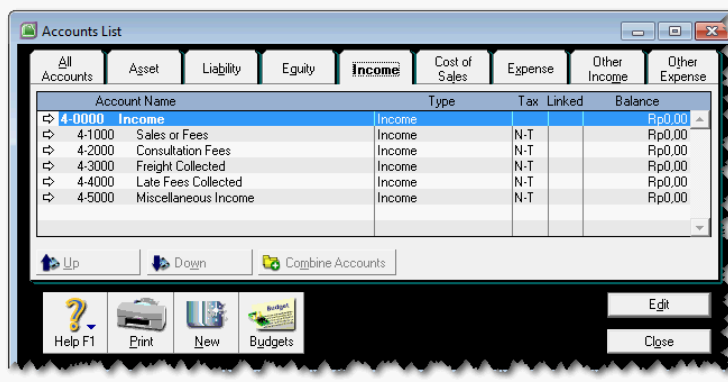 Accounts List
All Accounts Asset Liability Equity Income Cost of Sales Expense Other Income Other Expense
Account Name Type Tax Linked Balance
4-0000 Income Income Rp0,00
4-1000 Sales or Fees Income N-T Rp0,00
4-2000 Consultation Fees Income N-T Rp0,00
4-3000 Freight Collected Income N-T Rp0,00
4-4000 Late Fees Collected Income N-T Rp0,00
4-5000 Miscellaneous Income Income N-T Rp0,00
Up Down Combine Accounts
Budget
Edit
Help F1 Print New Budgets Close